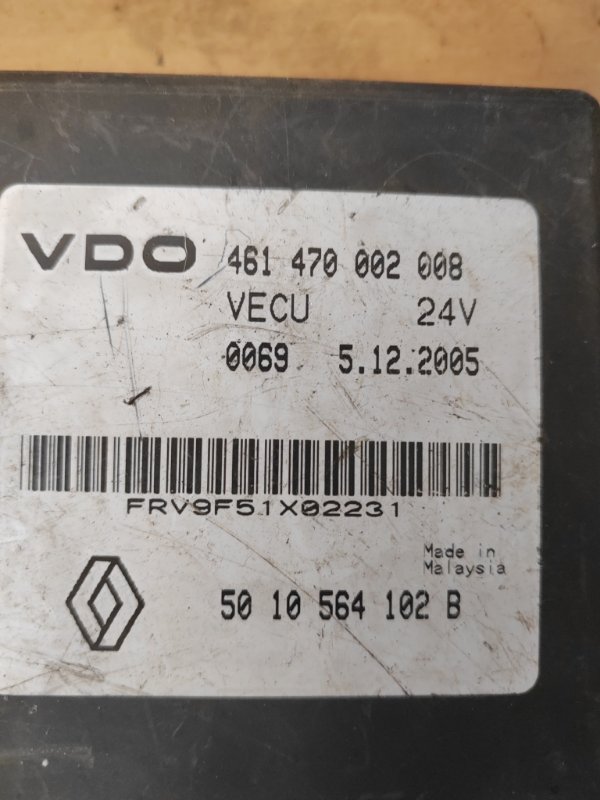 VDO 461 470 002 008
VECU 24V
0069 5.12.2005
FRV9F51X02231
Made in
Malaysia
50 10 564 102 B